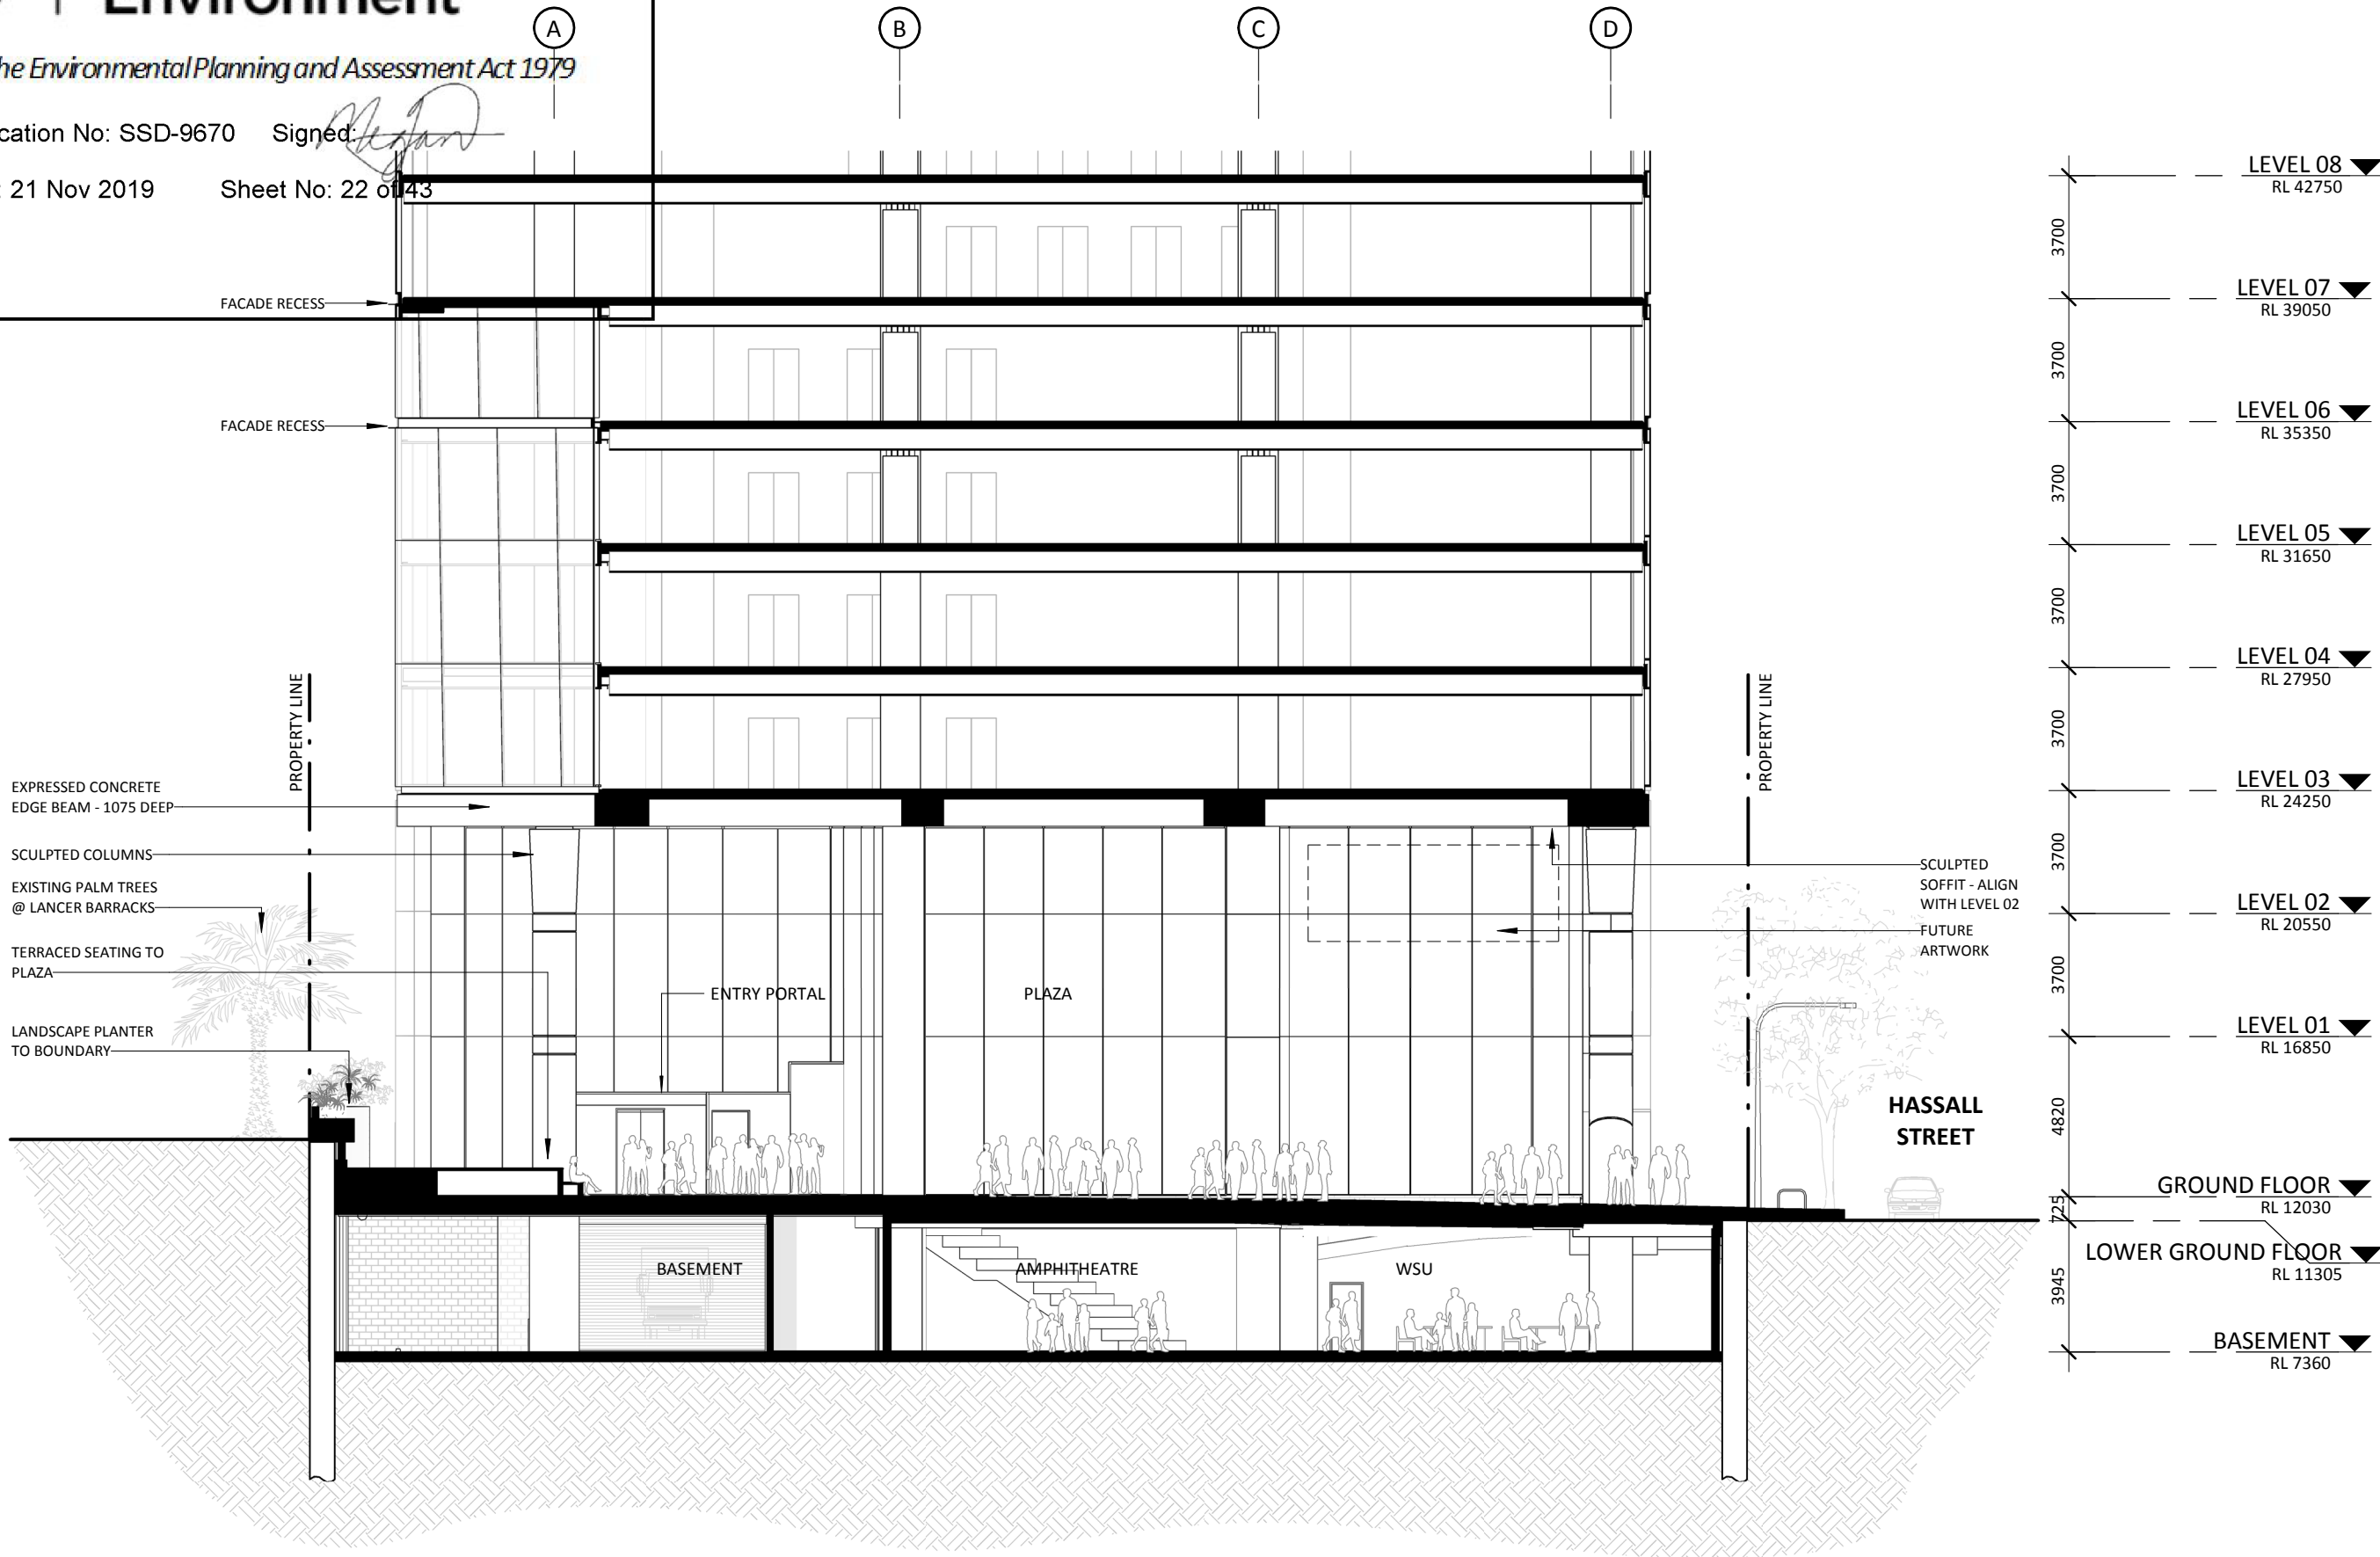 Environment
he Environmental Planning and Assessment Act 1979
cation No: SSD-9670 Signed:
: 21 Nov 2019 Sheet No: 22 of 43
A
B
C
D
LEVEL 08
RL 42750
3700
FACADE RECESS
LEVEL 07
RL 39050
3700
FACADE RECESS
LEVEL 06
RL 35350
3700
LEVEL 05
RL 31650
3700
LEVEL 04
RL 27950
3700
PROPERTY LINE
PROPERTY LINE
LEVEL 03
RL 24250
3700
EXPRESSED CONCRETE
EDGE BEAM - 1075 DEEP
SCULPTED COLUMNS
EXISTING PALM TREES
@ LANCER BARRACKS
TERRACED SEATING TO
PLAZA
LANDSCAPE PLANTER
TO BOUNDARY
ENTRY PORTAL
PLAZA
SCULPTED
SOFFIT - ALIGN
WITH LEVEL 02
FUTURE
ARTWORK
LEVEL 02
RL 20550
3700
LEVEL 01
RL 16850
4820
HASSALL
STREET
GROUND FLOOR
RL 12030
725
LOWER GROUND FLOOR
RL 11305
3945
BASEMENT
AMPHITHEATRE
WSU
BASEMENT
RL 7360